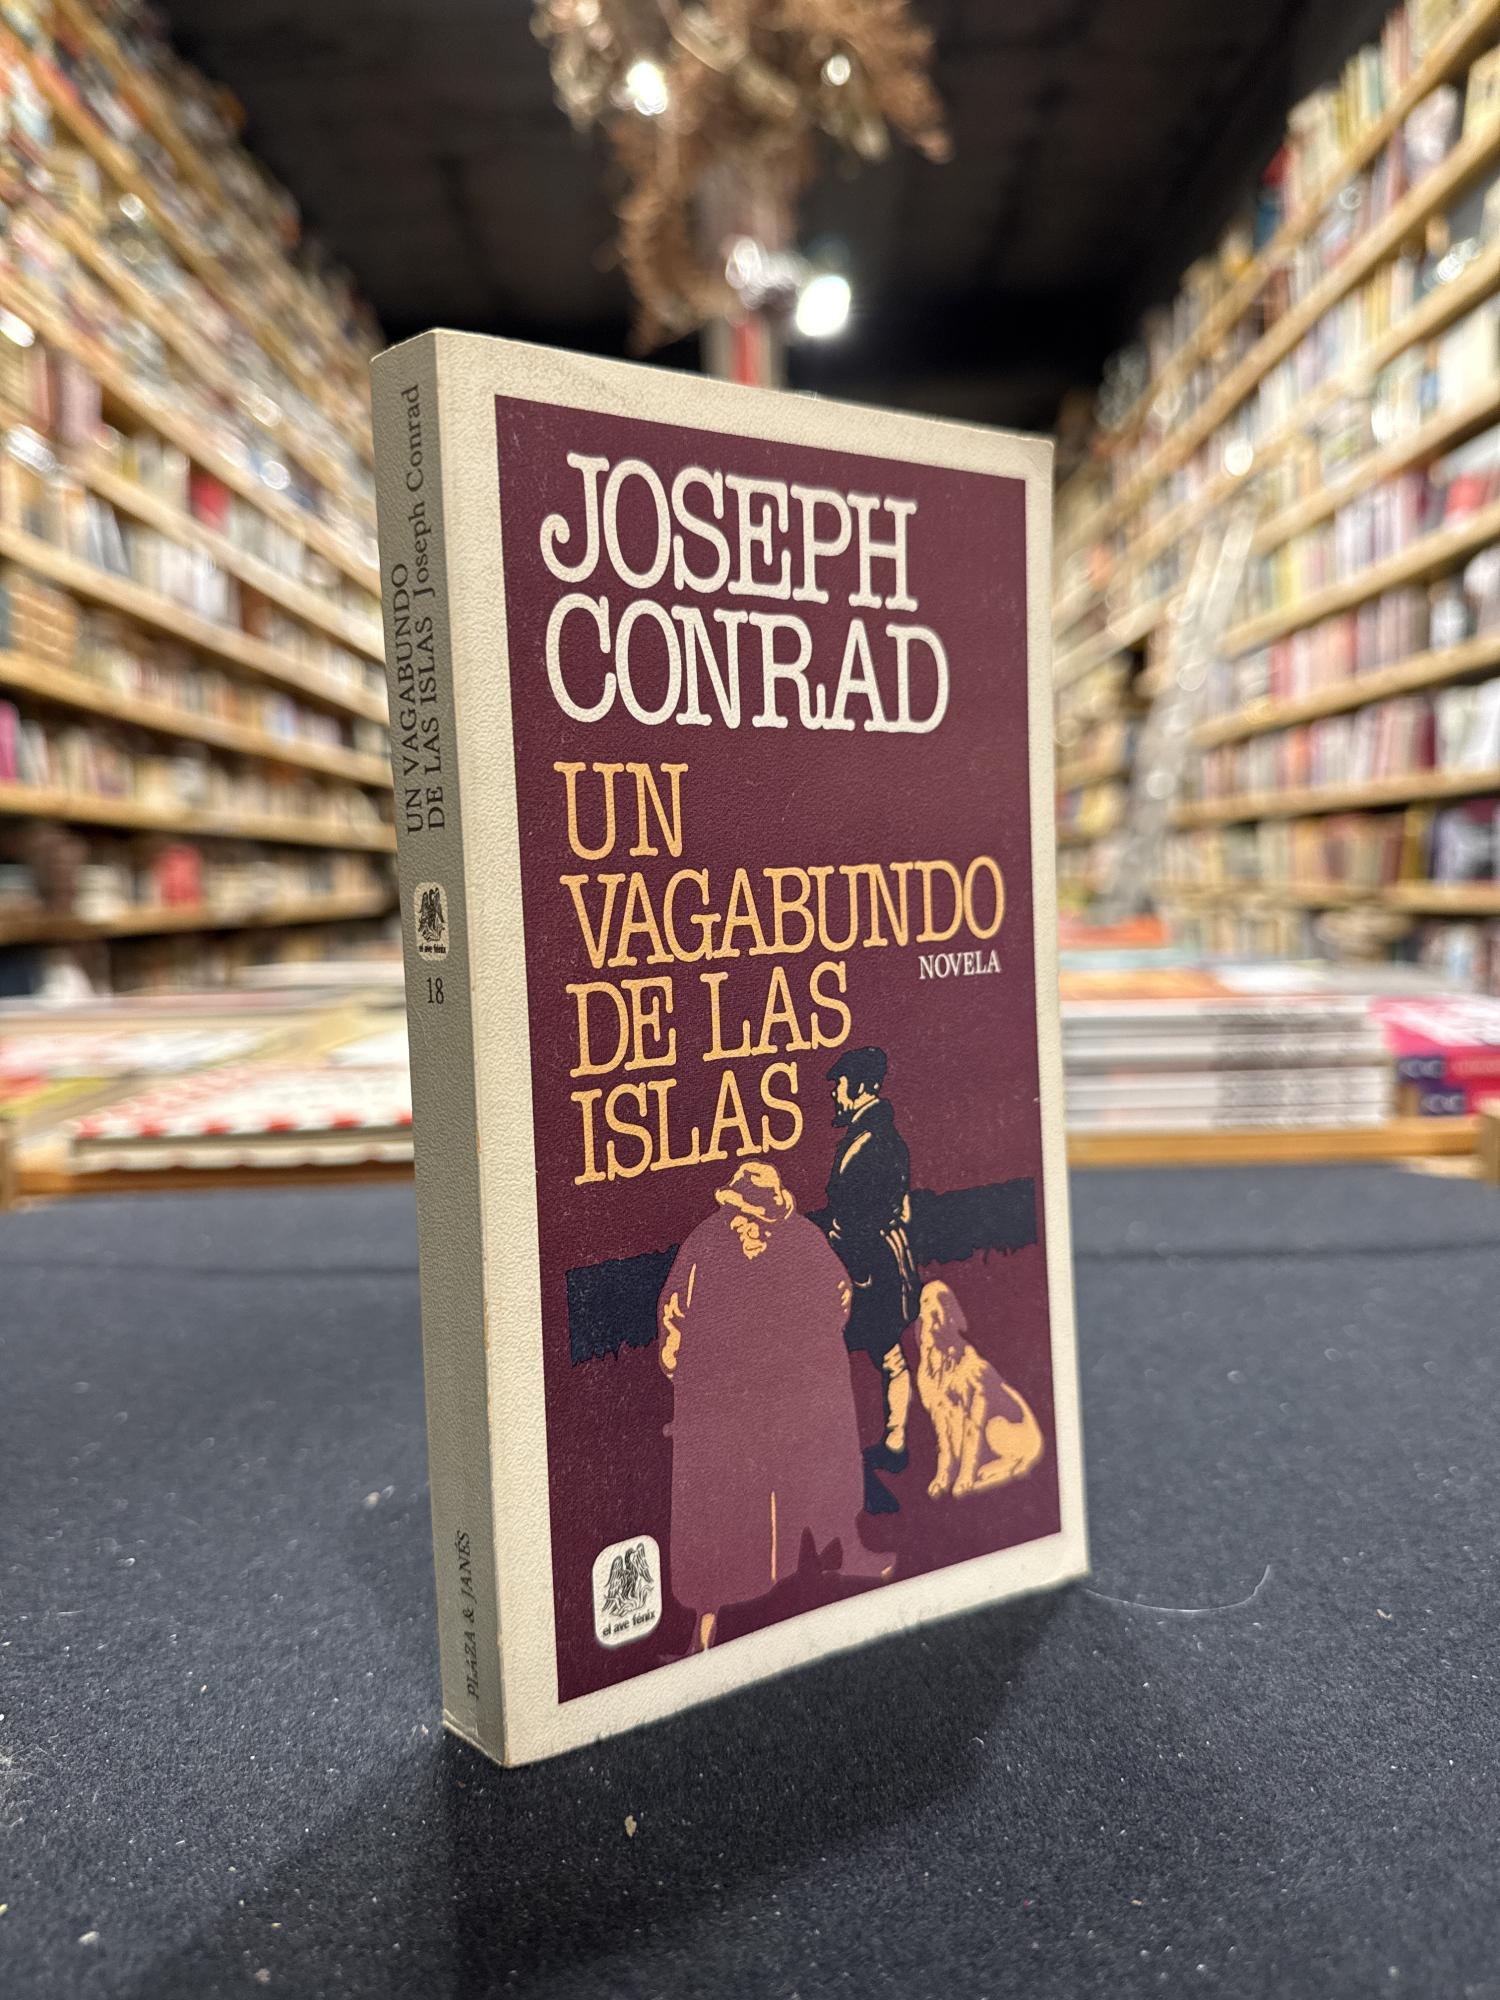 JOSEPH
CONRAD
UN
VAGABUNDO
DE LAS
ISLAS
NOVELA
el ave fénix
UN VAGABUNDO
DE LAS ISLAS Joseph Conrad
el ave fénix
18
PLAZA & JANÉS